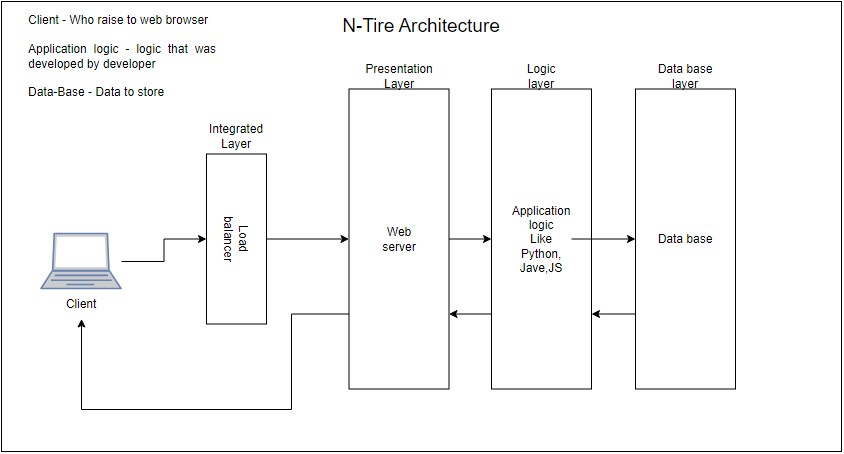 Client - Who raise to web browser
N-Tire Architecture
Application logic - logic that was
developed by developer
Data-Base - Data to store
Presentation
Layer
Logic
layer
Data base
layer
Integrated
Layer
Load
balancer
Web
server
Application
logic
Like
Python,
Jave,JS
Data base
Client